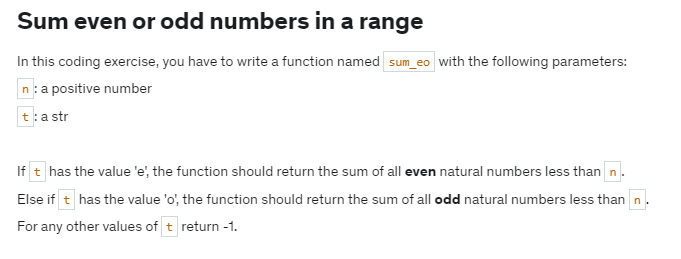 Sum even or odd numbers in a range
In this coding exercise, you have to write a function named sum_eo with the following parameters:
n : a positive number
t : a str
If t has the value 'e', the function should return the sum of all even natural numbers less than n .
Else if t has the value 'o', the function should return the sum of all odd natural numbers less than n .
For any other values of t return -1.